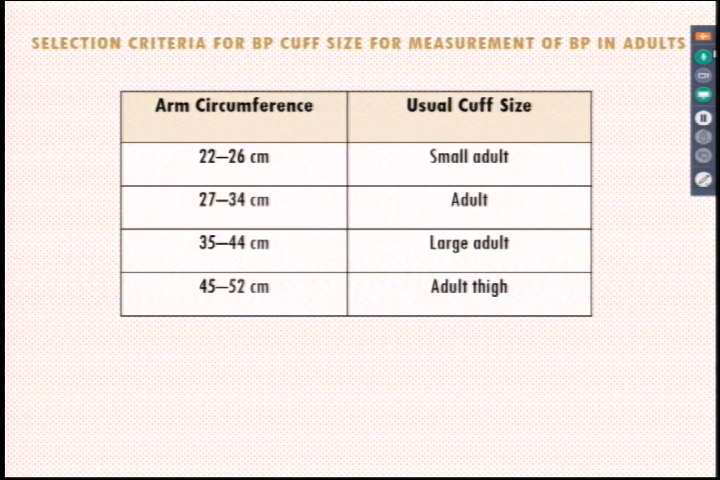 SELECTION CRITERIA FOR BP CUFF SIZE FOR MEASUREMENT OF BP IN ADULTS
Arm Circumference Usual Cuff Size
22–26 cm Small adult
27–34 cm Adult
35–44 cm Large adult
45–52 cm Adult thigh